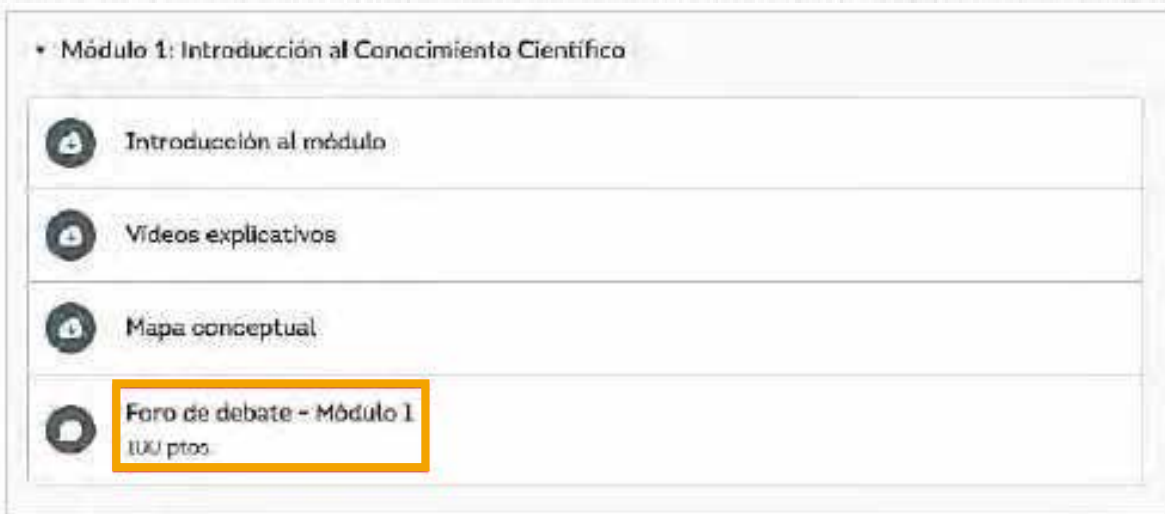 Módulo 1: Introducción al Conocimiento Científico
Introducción al módulo
Vídeos explicativos
Mapa conceptual
Foro de debate - Módulo 1
100 ptos